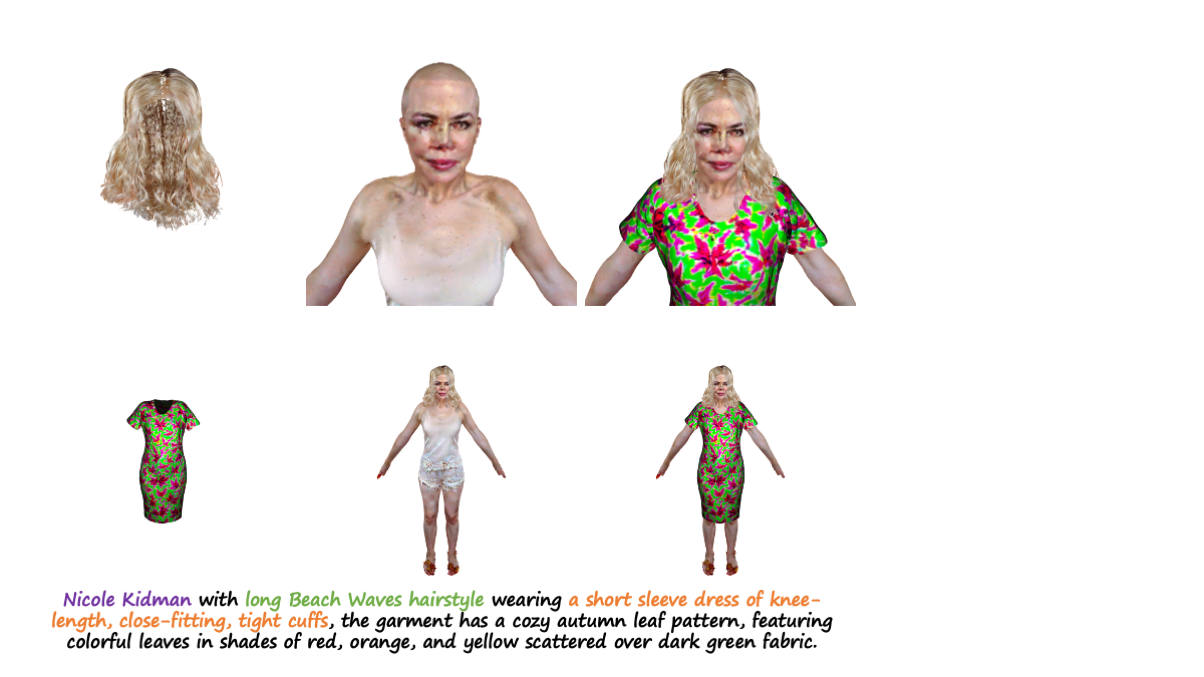 Nicole Kidman with long Beach Waves hairstyle wearing a short sleeve dress of knee-
length, close-fitting, tight cuffs, the garment has a cozy autumn leaf pattern, featuring
colorful leaves in shades of red, orange, and yellow scattered over dark green fabric.